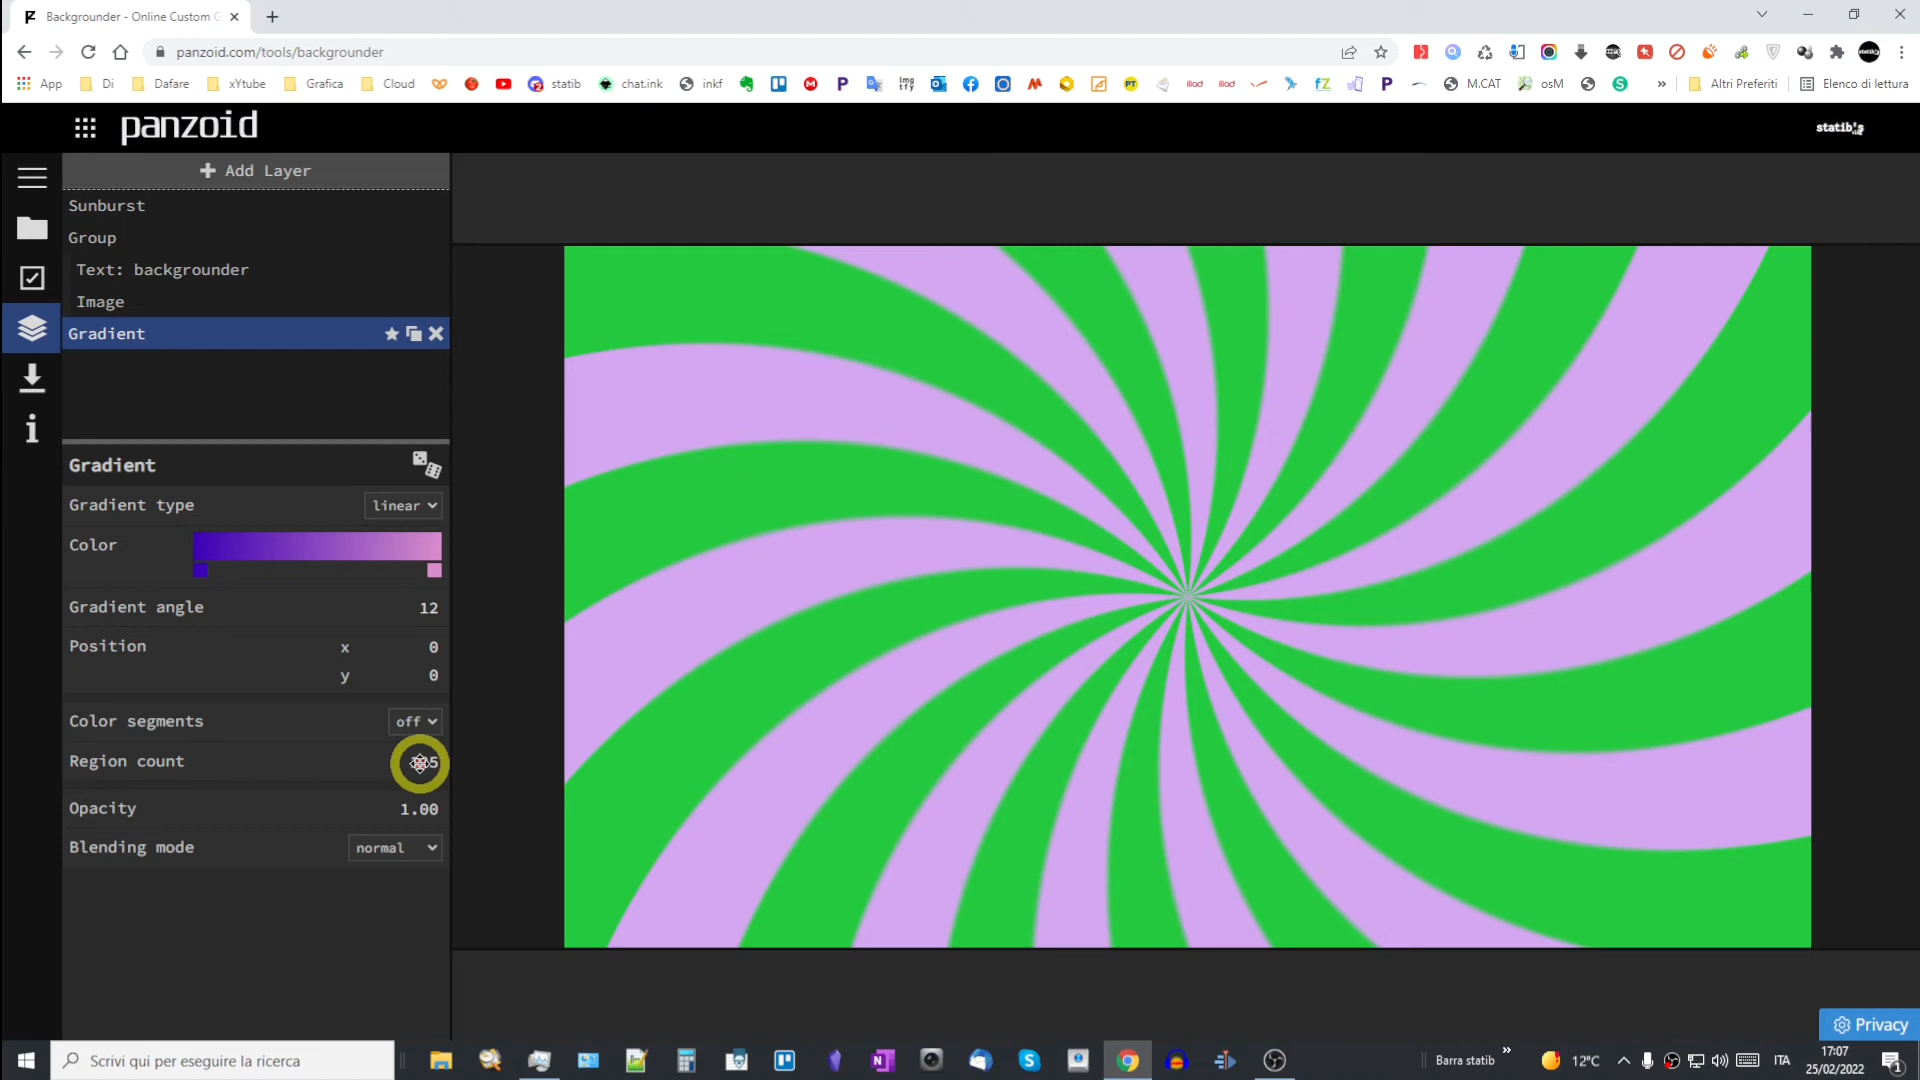 Backgrounder - Online Custom G
panzoid.com/tools/backgrounder
App Di Dafare xYtube Grafica Cloud statib chat.ink inkf M.CAT osM Altri Preferiti Elenco di lettura
panzoid
statib's
Add Layer
Sunburst
Group
Text: backgrounder
Image
Gradient
Gradient
Gradient type linear
Color
Gradient angle 12
Position x 0
y 0
Color segments off
Region count
Opacity 1.00
Blending mode normal
Privacy
Scrivi qui per eseguire la ricerca
Barra statib
12°C
ITA
17:07
25/02/2022